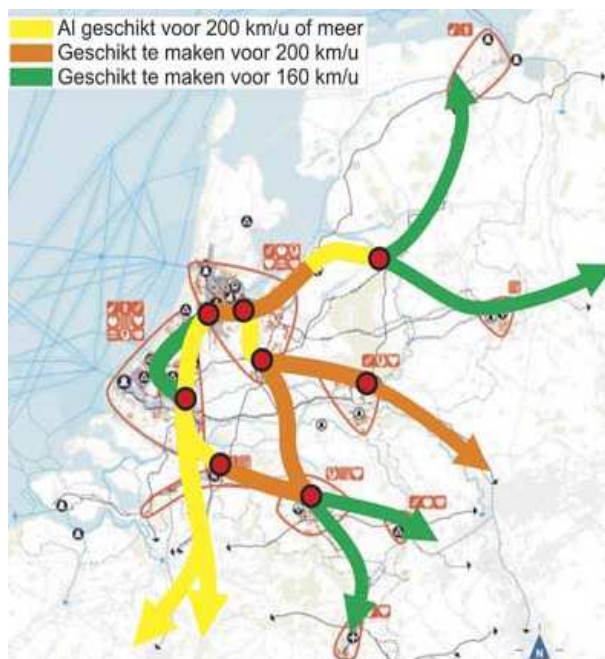 Al geschikt voor 200 km/u of meer
Geschikt te maken voor 200 km/u
Geschikt te maken voor 160 km/u
N